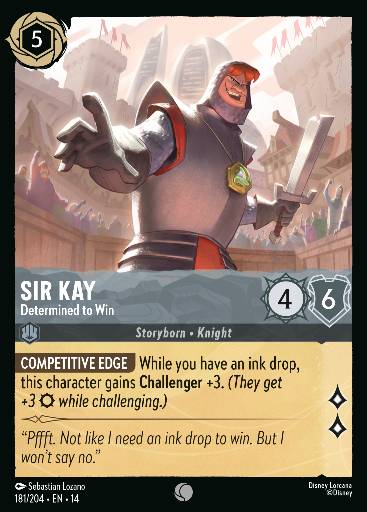 5
SIR KAY
Determined to Win
4
6
Storyborn • Knight
COMPETITIVE EDGE While you have an ink drop,
this character gains Challenger +3. (They get
+3 while challenging.)
“Pffft. Not like I need an ink drop to win. But I
won’t say no.”
Sebastian Lozano
181/204 • EN • 14
Disney Lorcana
©Disney